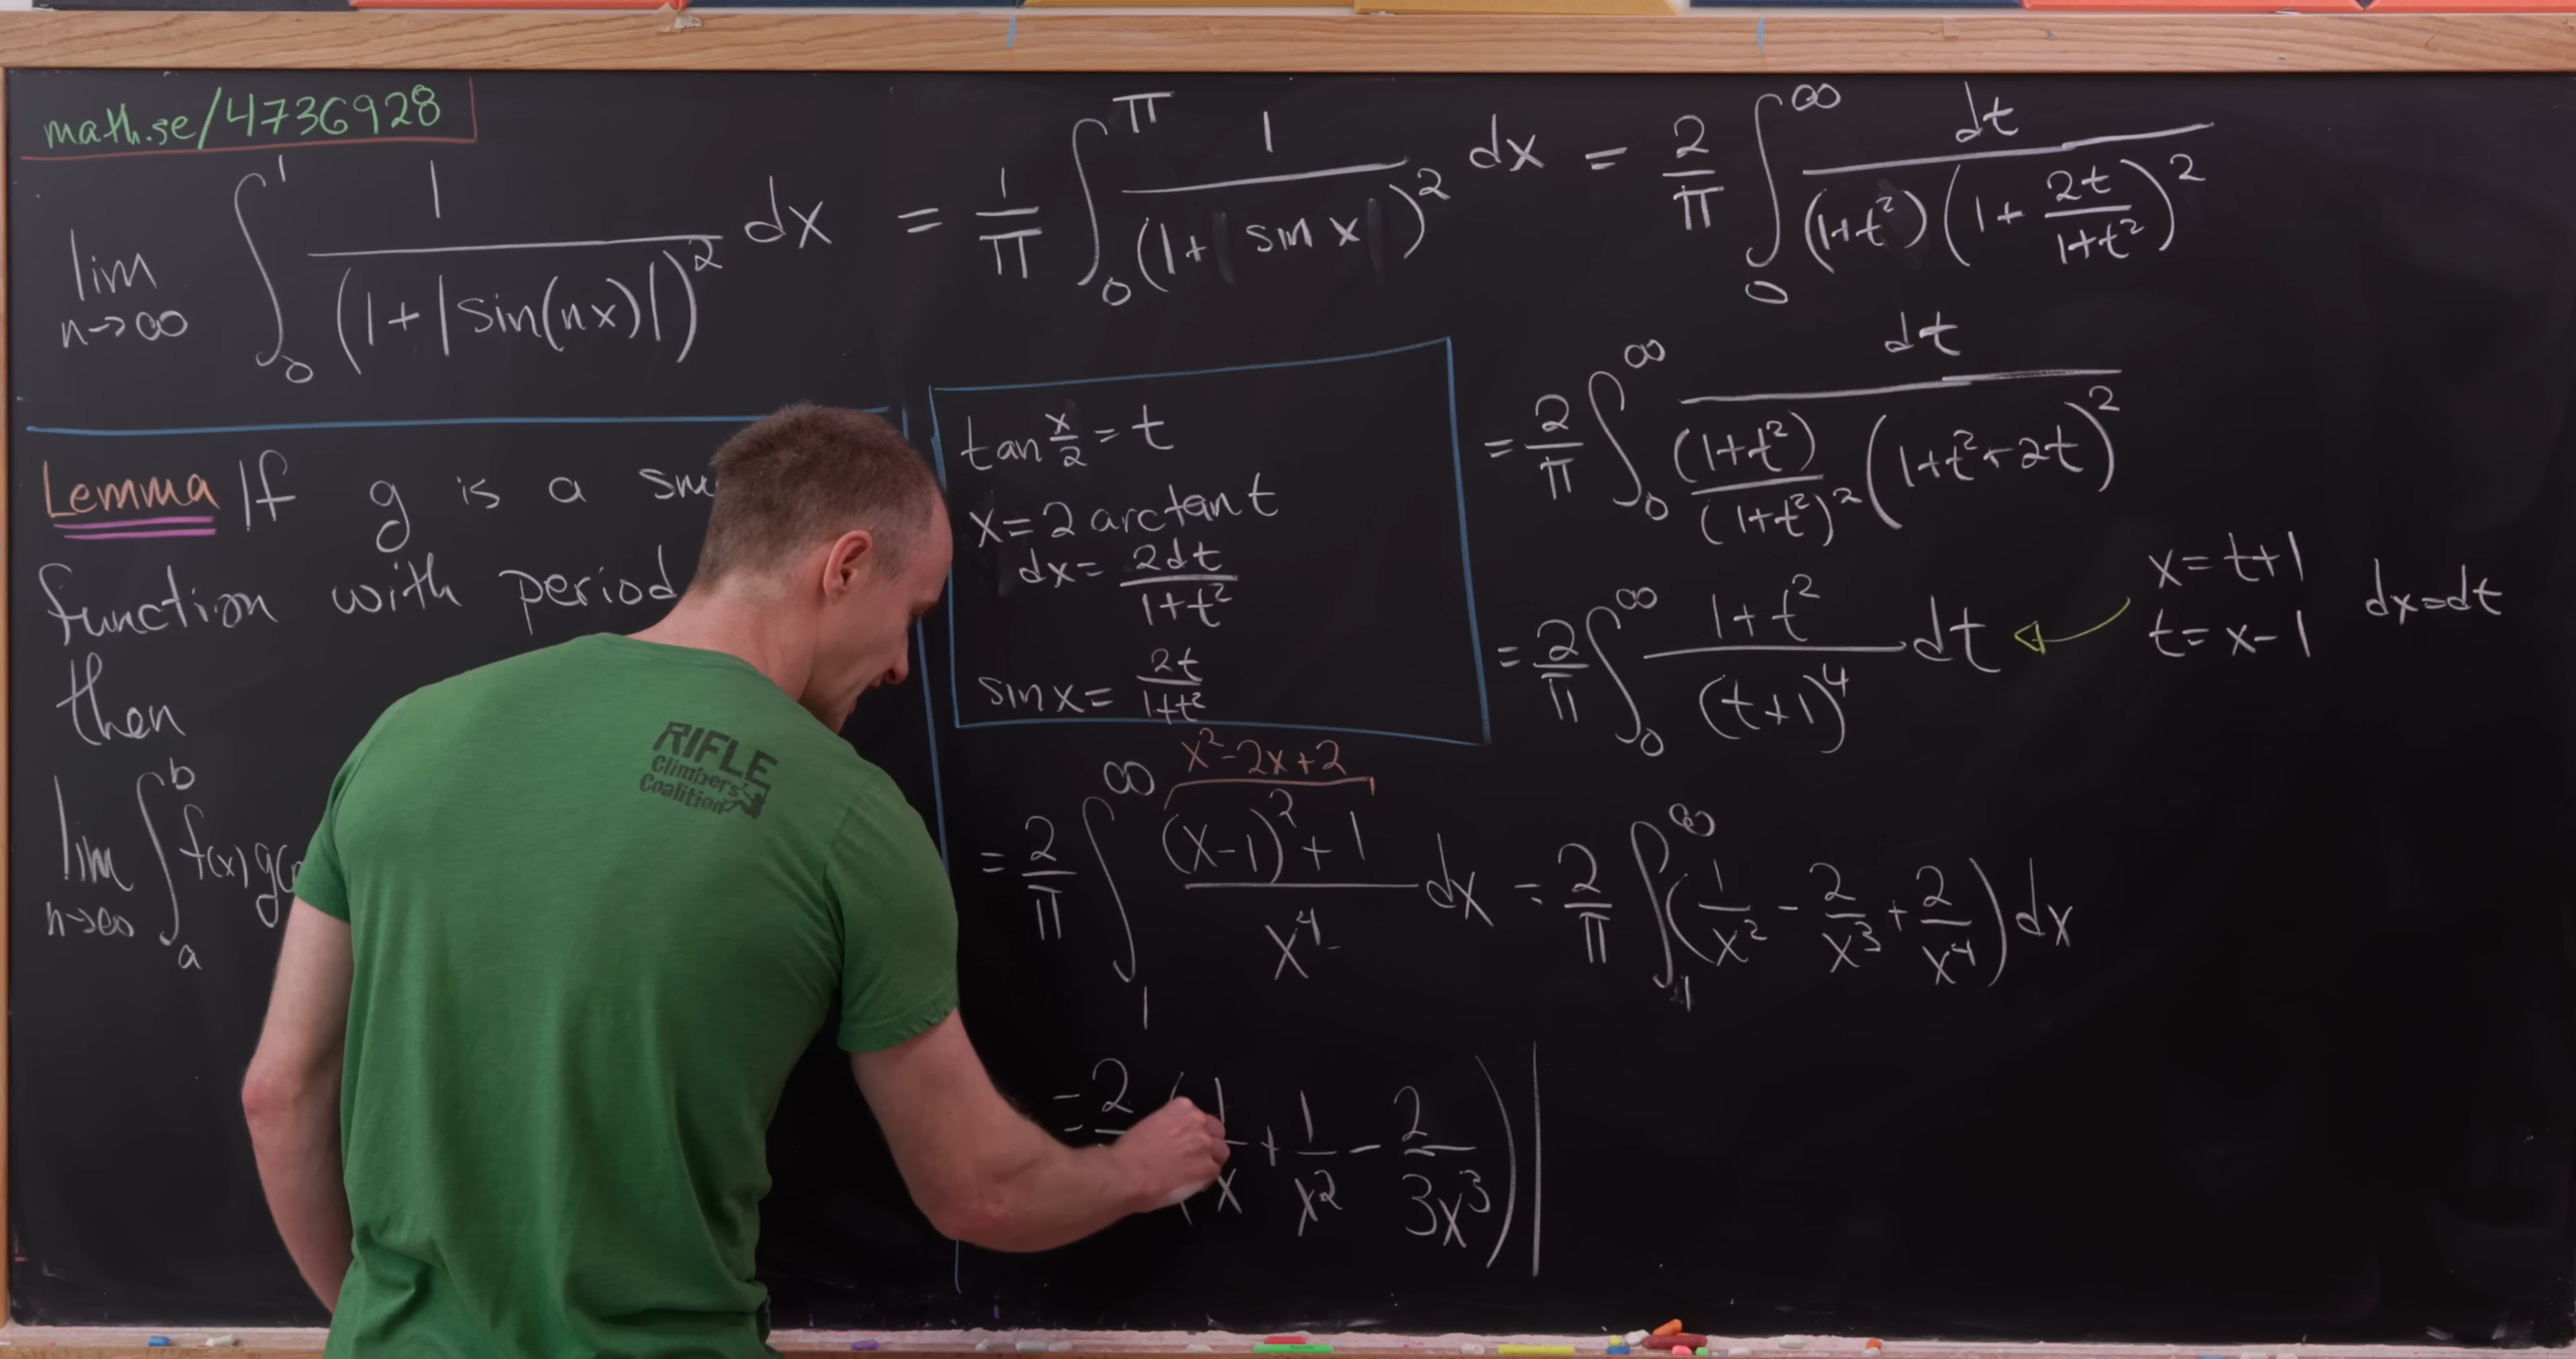 math.se/4736928
lim n→∞ ∫₀¹ 1/(1+|sin(nx)|)² dx = 1/π ∫₀^π 1/(1+ sin x )² dx = 2/π ∫₀^∞ dt/((1+t²)(1+ 2t/(1+t²))²)
= 2/π ∫₀^∞ dt/((1+t²)/(1+t²)² (1+t²+2t)²)
= 2/π ∫₀^∞ (1+t²)/(t+1)⁴ dt
x=t+1
t=x-1
dx=dt
Lemma If g is a
function with period
then
lim n→∞ ∫ₐᵇ f(x)g(
tan x/2 = t
x=2 arctan t
dx= 2dt/(1+t²)
sin x= 2t/(1+t²)
x²-2x+2
= 2/π ∫₁^∞ ((x-1)²+1)/x⁴ dx = 2/π ∫₁^∞ (1/x² - 2/x³ + 2/x⁴) dx
= 2 ( 1/x + 1/x² - 2/(3x³) ) |
RIFLE
Climbers'
Coalition